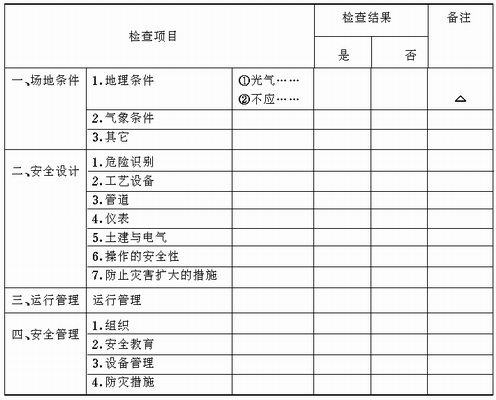 检查项目 检查结果 备注
是 否
一、场地条件 1.地理条件 ①光气……
②不应…… △
2.气象条件
3.其它
二、安全设计 1.危险识别
2.工艺设备
3.管道
4.仪表
5.土建与电气
6.操作的安全性
7.防止灾害扩大的措施
三、运行管理 运行管理
四、安全管理 1.组织
2.安全教育
3.设备管理
4.防灾措施